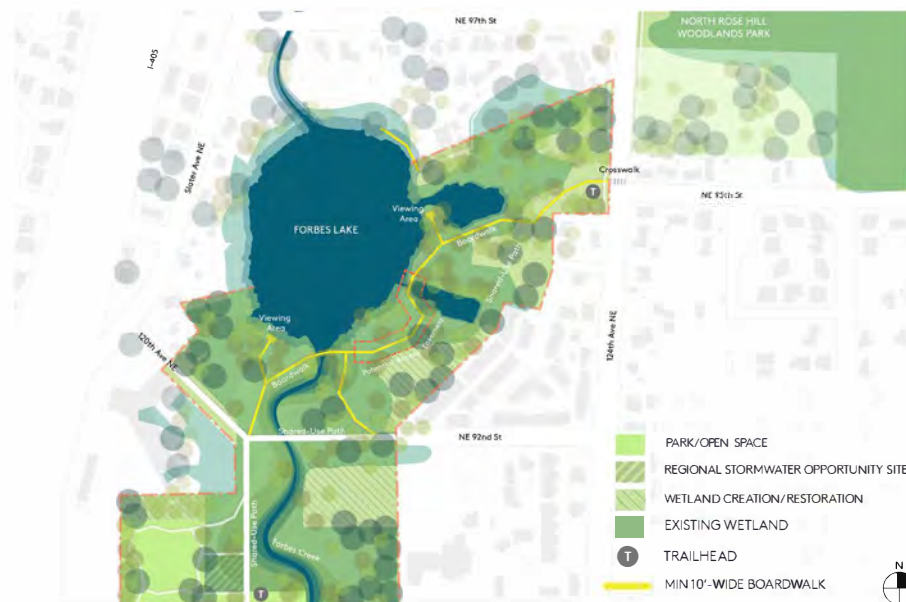 NE 97th St
NORTH ROSE HILL
WOODLANDS PARK
I-405
Slater Ave NE
Crosswalk
T
NE 95th St
Viewing
Area
FORBES LAKE
Boardwalk
Shared-Use Path
124th Ave NE
Viewing
Area
120th Ave NE
Boardwalk
Shared-Use Path
NE 92nd St
Shared-Use Path
Forbes Creek
T
PARK/OPEN SPACE
REGIONAL STORMWATER OPPORTUNITY SITE
WETLAND CREATION/RESTORATION
EXISTING WETLAND
T
TRAILHEAD
MIN 10'-WIDE BOARDWALK
N